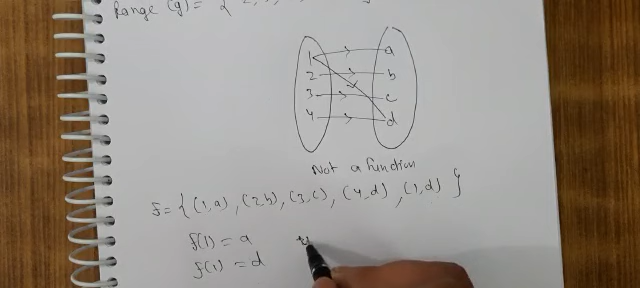 Range (g) = {
1 a
2 b
3 c
4 d
Not a function
f = { (1,a) , (2,b) , (3,c) , (4,d) , (1,d) }
f(1) = a
f(1) = d